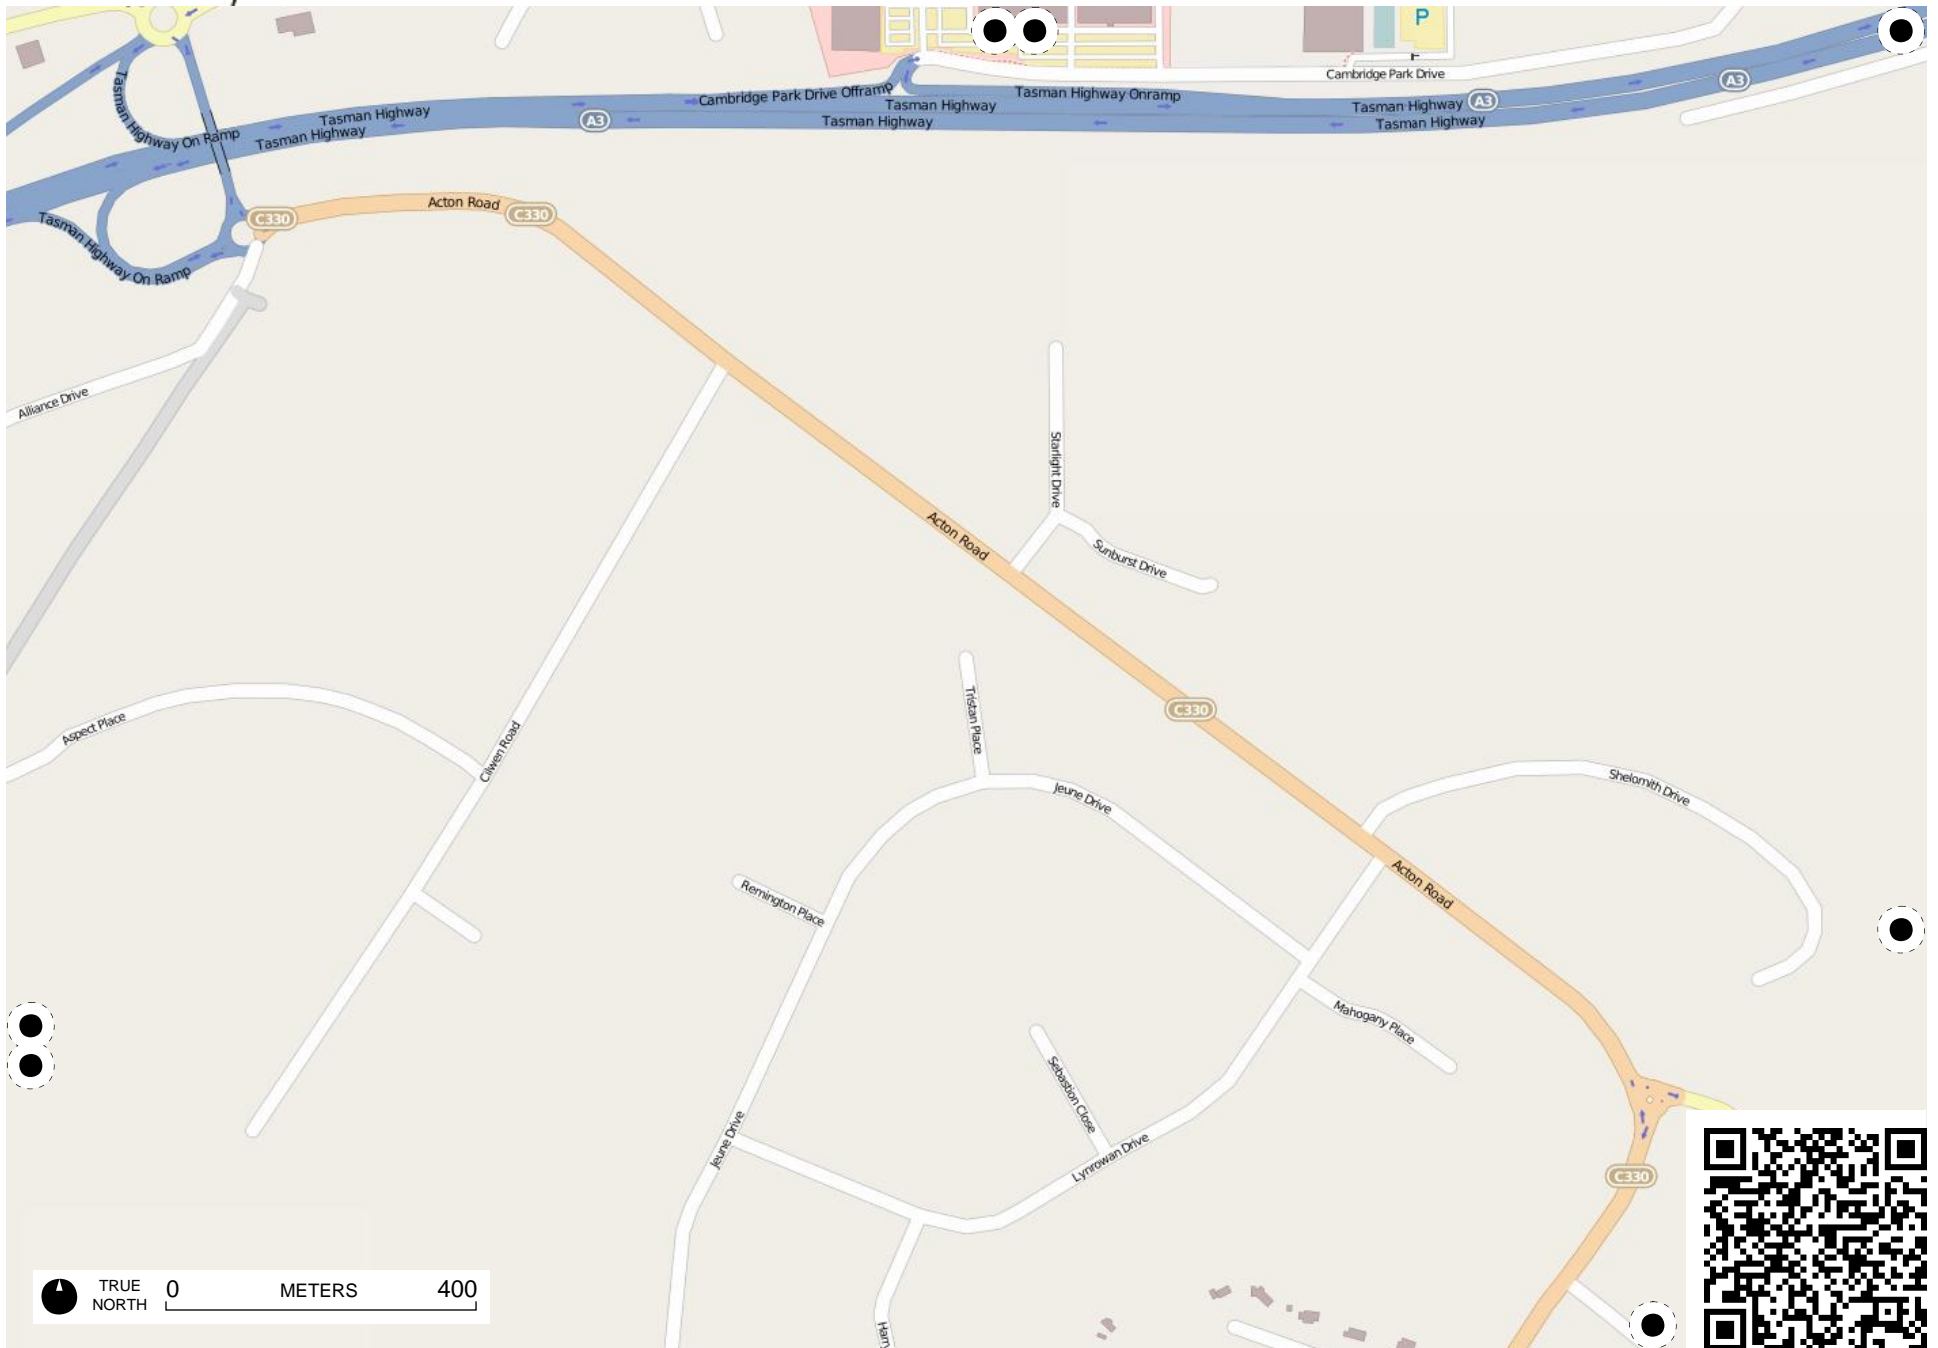 P
Cambridge Park Drive
A3
Tasman Highway On Ramp
Tasman Highway
Tasman Highway
Cambridge Park Drive Offramp
Tasman Highway
Tasman Highway Onramp
Tasman Highway
A3
A3
Tasman Highway
Tasman Highway
C330
Acton Road
C330
Tasman Highway On Ramp
Alliance Drive
Starlight Drive
Acton Road
Sunburst Drive
C330
Tristan Place
Aspect Place
Cilwen Road
Jeune Drive
Shelomith Drive
Acton Road
Remington Place
Mahogany Place
Sebastion Close
Jeune Drive
Lynrowan Drive
C330
TRUE
NORTH
0 METERS 400